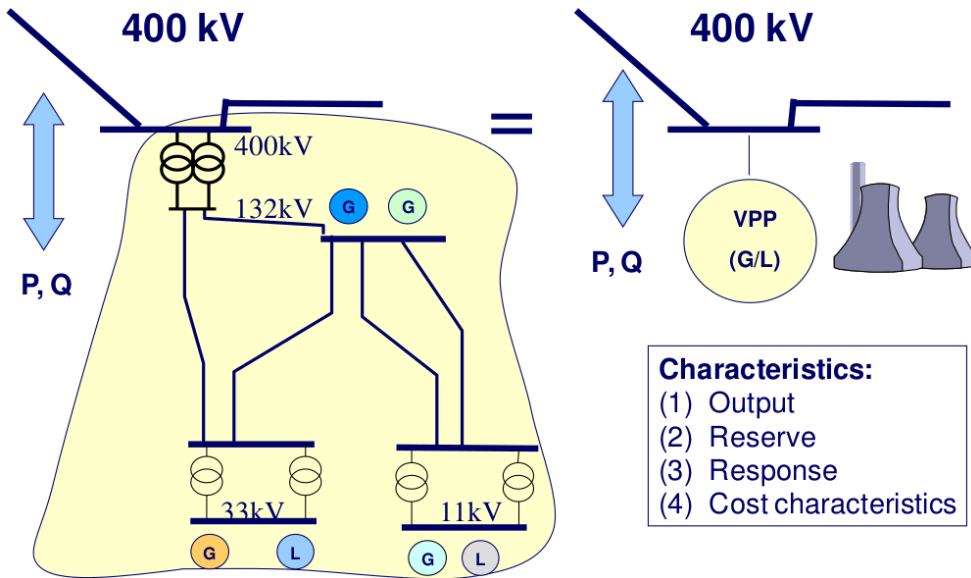 400 kV
400 kV
=
400kV
132kV
G
G
P, Q
P, Q
VPP
(G/L)
Characteristics:
(1) Output
(2) Reserve
(3) Response
(4) Cost characteristics
33kV
11kV
G
L
G
L